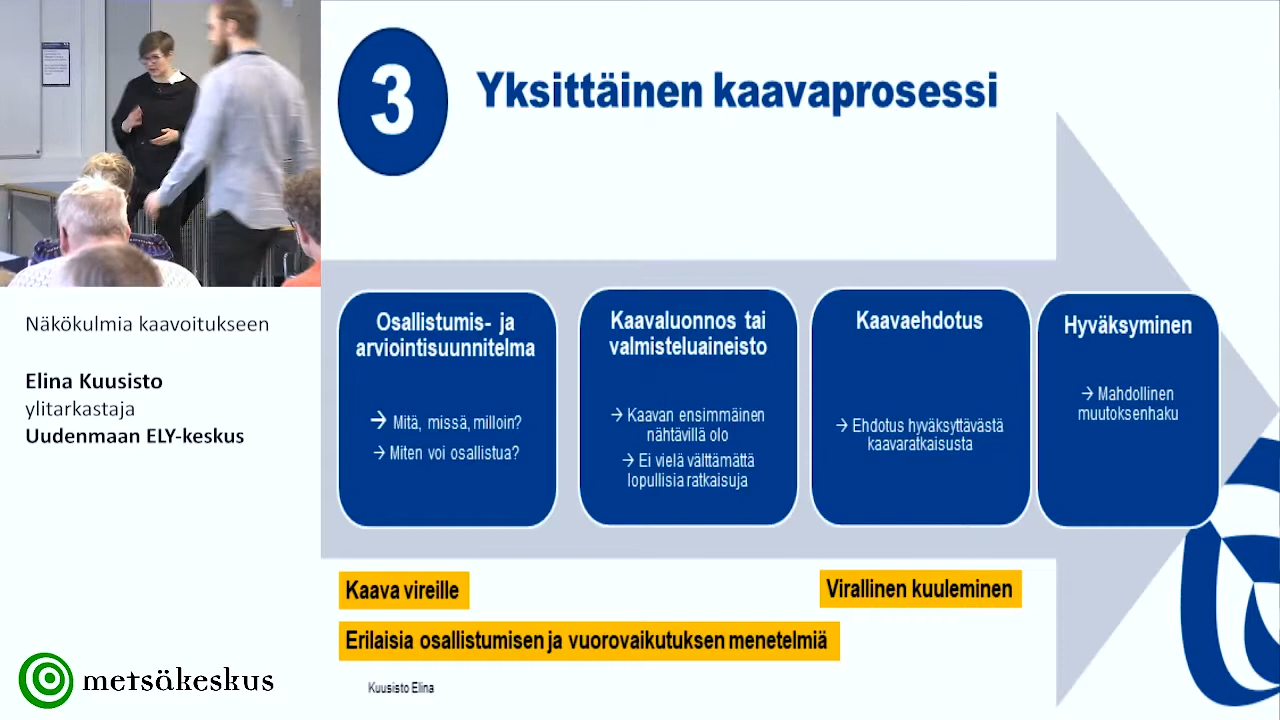 3
Yksittäinen kaavaprosessi
Osallistumis- ja
arviointisuunnitelma
→ Mitä, missä, milloin?
→ Miten voi osallistua?
Kaavaluonnos tai
valmisteluaineisto
→ Kaavan ensimmäinen
nähtävillä olo
→ Ei vielä välttämättä
lopullisia ratkaisuja
Kaavaehdotus
→ Ehdotus hyväksyttävästä
kaavaratkaisusta
Hyväksyminen
→ Mahdollinen
muutoksenhaku
Kaava vireille
Virallinen kuuleminen
Erilaisia osallistumisen ja vuorovaikutuksen menetelmiä
Kuusisto Elina
Näkökulmia kaavoitukseen
Elina Kuusisto
ylitarkastaja
Uudenmaan ELY-keskus
metsäkeskus